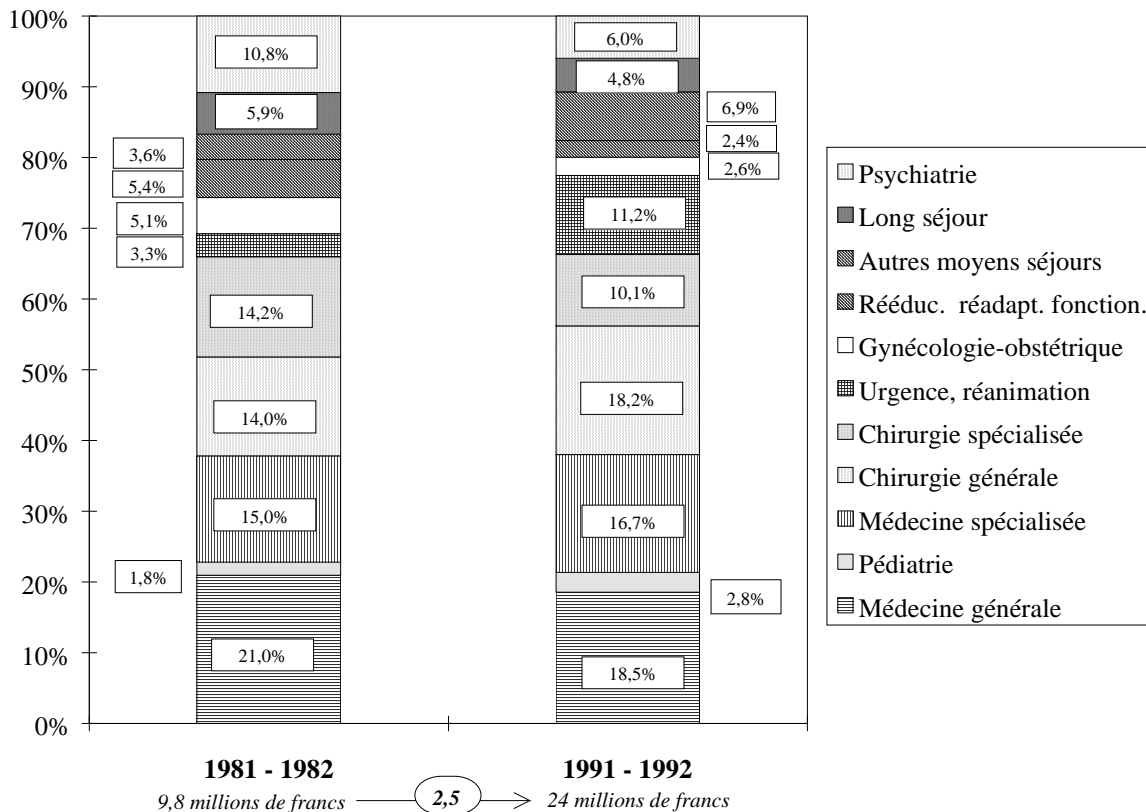 100%
90%
80%
70%
60%
50%
40%
30%
20%
10%
0%
10,8%
5,9%
3,6%
5,4%
5,1%
3,3%
14,2%
14,0%
15,0%
1,8%
21,0%
6,0%
4,8%
6,9%
2,4%
2,6%
11,2%
10,1%
18,2%
16,7%
2,8%
18,5%
Psychiatrie
Long séjour
Autres moyens séjours
Rééduc. réadapt. fonction.
Gynécologie-obstétrique
Urgence, réanimation
Chirurgie spécialisée
Chirurgie générale
Médecine spécialisée
Pédiatrie
Médecine générale
1981 - 1982
1991 - 1992
9,8 millions de francs
2,5
24 millions de francs